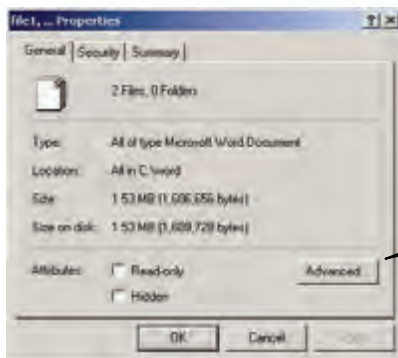 file1, ... Properties
General Security Summary
2 Files, 0 Folders
Type: All of type Microsoft Word Document
Location: All in C:\word
Size: 1.53 MB (1,606,656 bytes)
Size on disk: 1.53 MB (1,609,728 bytes)
Attributes: Read-only Advanced...
Hidden
OK Cancel